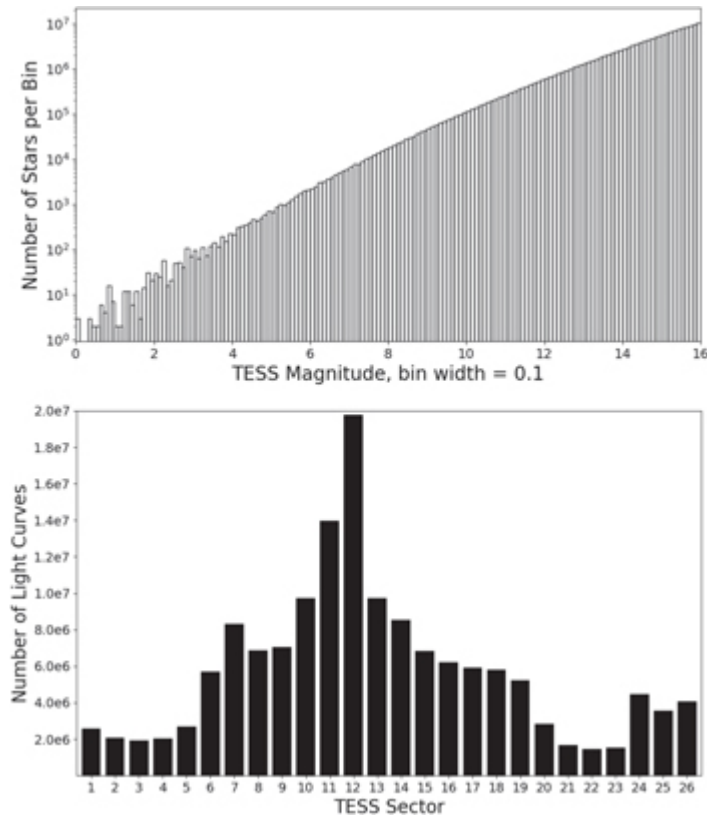 Number of Stars per Bin
10⁷
10⁶
10⁵
10⁴
10³
10²
10¹
10⁰
0 2 4 6 8 10 12 14 16
TESS Magnitude, bin width = 0.1
Number of Light Curves
2.0e7
1.8e7
1.6e7
1.4e7
1.2e7
1.0e7
8.0e6
6.0e6
4.0e6
2.0e6
1 2 3 4 5 6 7 8 9 10 11 12 13 14 15 16 17 18 19 20 21 22 23 24 25 26
TESS Sector